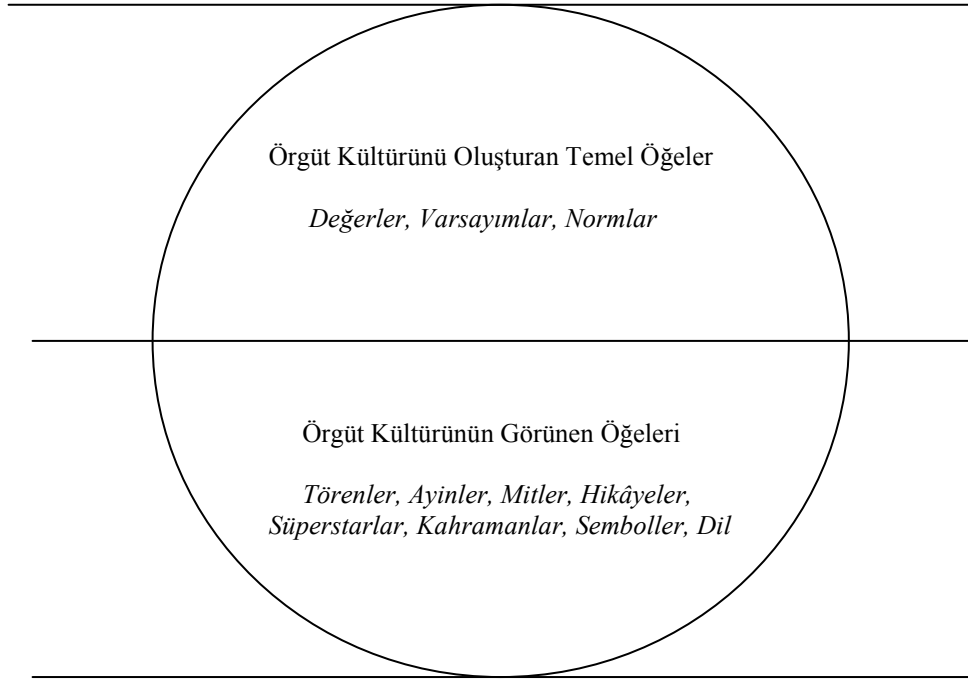 Örgüt Kültürünü Oluşturan Temel Öğeler
Değerler, Varsayımlar, Normlar
Örgüt Kültürünün Görünen Öğeleri
Törenler, Ayinler, Mitler, Hikâyeler,
Süperstarlar, Kahramanlar, Semboller, Dil